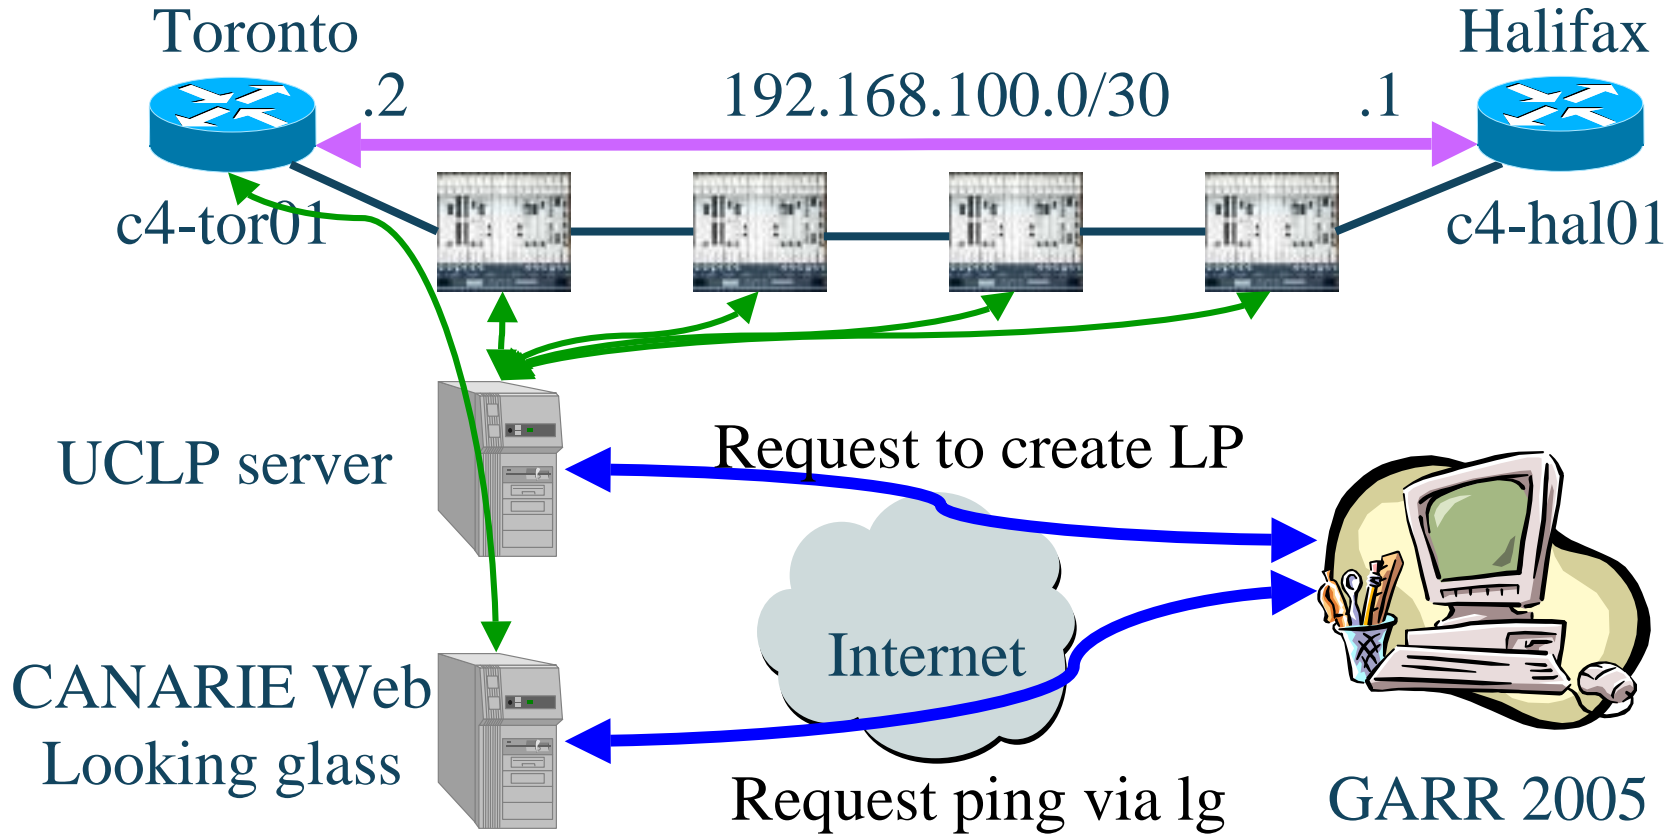 Toronto
Halifax
.2
192.168.100.0/30
.1
c4-tor01
c4-hal01
UCLP server
Request to create LP
Internet
CANARIE Web
Looking glass
Request ping via lg
GARR 2005